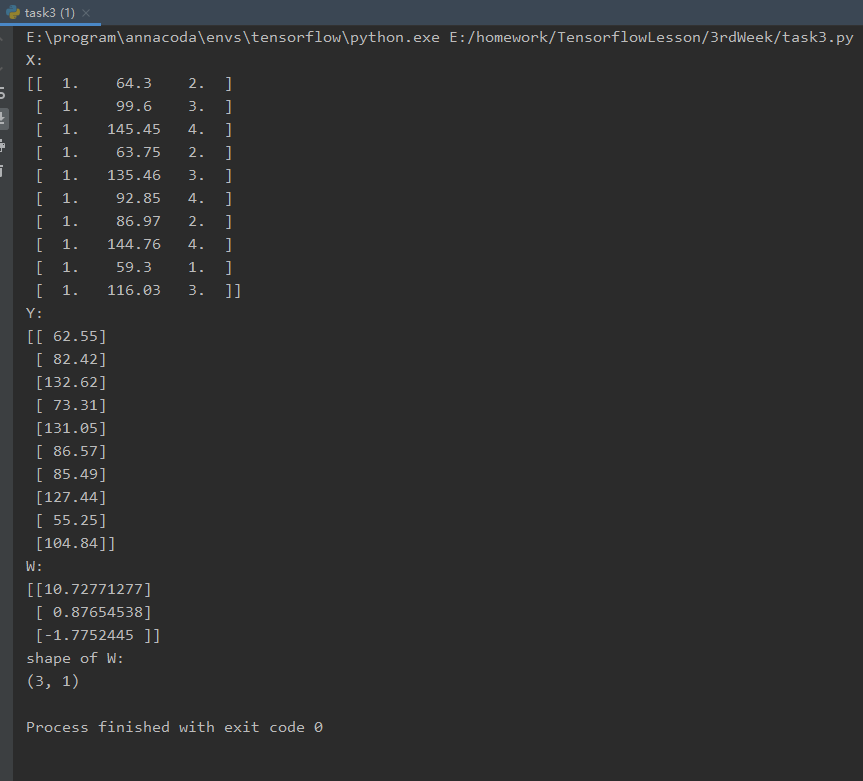 task3 (1)
E:\program\annacoda\envs\tensorflow\python.exe E:/homework/TensorflowLesson/3rdWeek/task3.py
X:
[[  1.    64.3    2.  ]
 [  1.    99.6    3.  ]
 [  1.   145.45   4.  ]
 [  1.    63.75   2.  ]
 [  1.   135.46   3.  ]
 [  1.    92.85   4.  ]
 [  1.    86.97   2.  ]
 [  1.   144.76   4.  ]
 [  1.    59.3    1.  ]
 [  1.   116.03   3.  ]]
Y:
[[ 62.55]
 [ 82.42]
 [132.62]
 [ 73.31]
 [131.05]
 [ 86.57]
 [ 85.49]
 [127.44]
 [ 55.25]
 [104.84]]
W:
[[10.72771277]
 [ 0.87654538]
 [-1.7752445 ]]
shape of W:
(3, 1)
Process finished with exit code 0